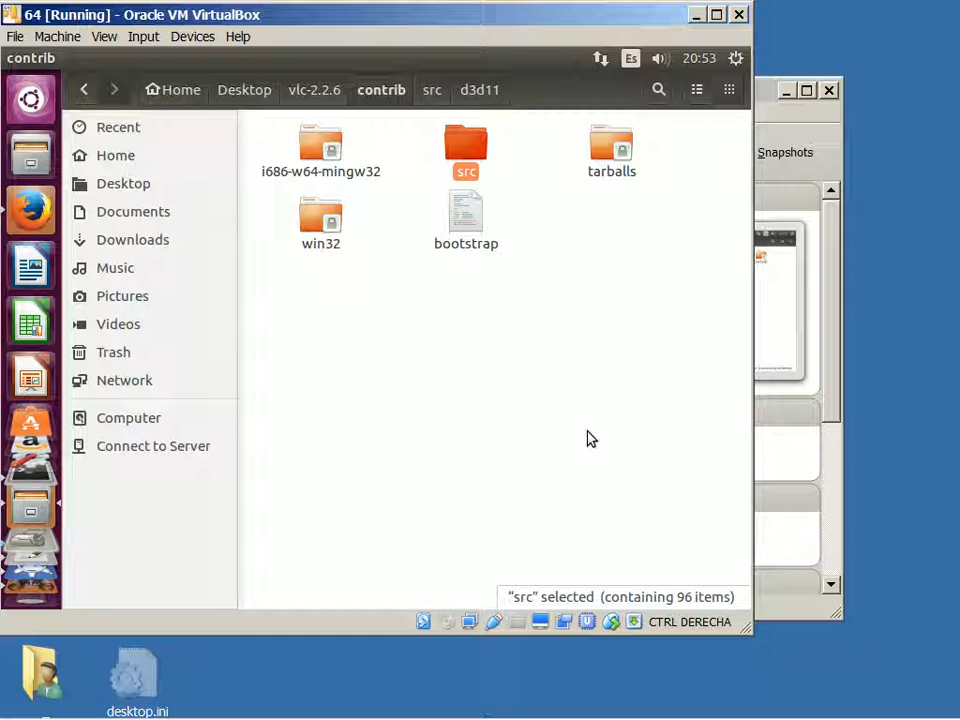 64 [Running] - Oracle VM VirtualBox
File Machine View Input Devices Help
contrib Es 20:53
Home Desktop vlc-2.2.6 contrib src d3d11
Recent
Home
Desktop
Documents
Downloads
Music
Pictures
Videos
Trash
Network
Computer
Connect to Server
i686-w64-mingw32 src tarballs
win32 bootstrap
"src" selected (containing 96 items)
CTRL DERECHA
Snapshots
desktop.ini